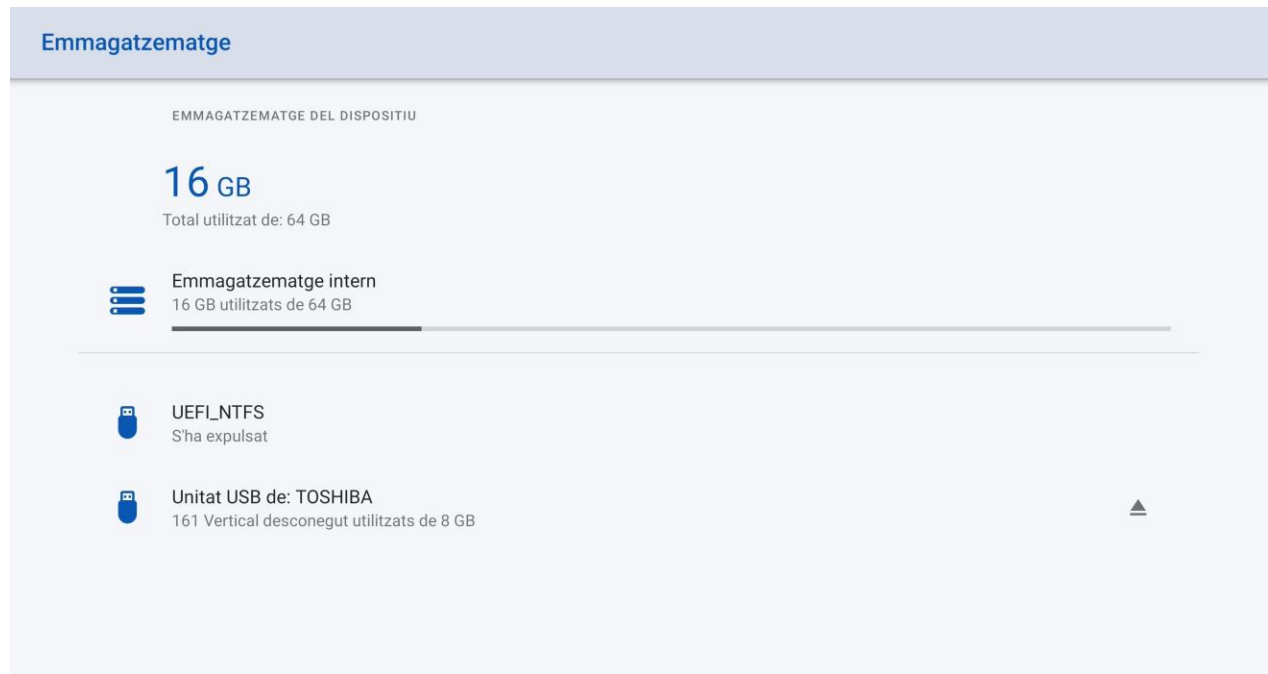 Emmagatzematge
EMMAGATZEMATGE DEL DISPOSITIU
16 GB
Total utilitzat de: 64 GB
Emmagatzematge intern
16 GB utilitzats de 64 GB
UEFI_NTFS
S'ha expulsat
Unitat USB de: TOSHIBA
161 Vertical desconegut utilitzats de 8 GB